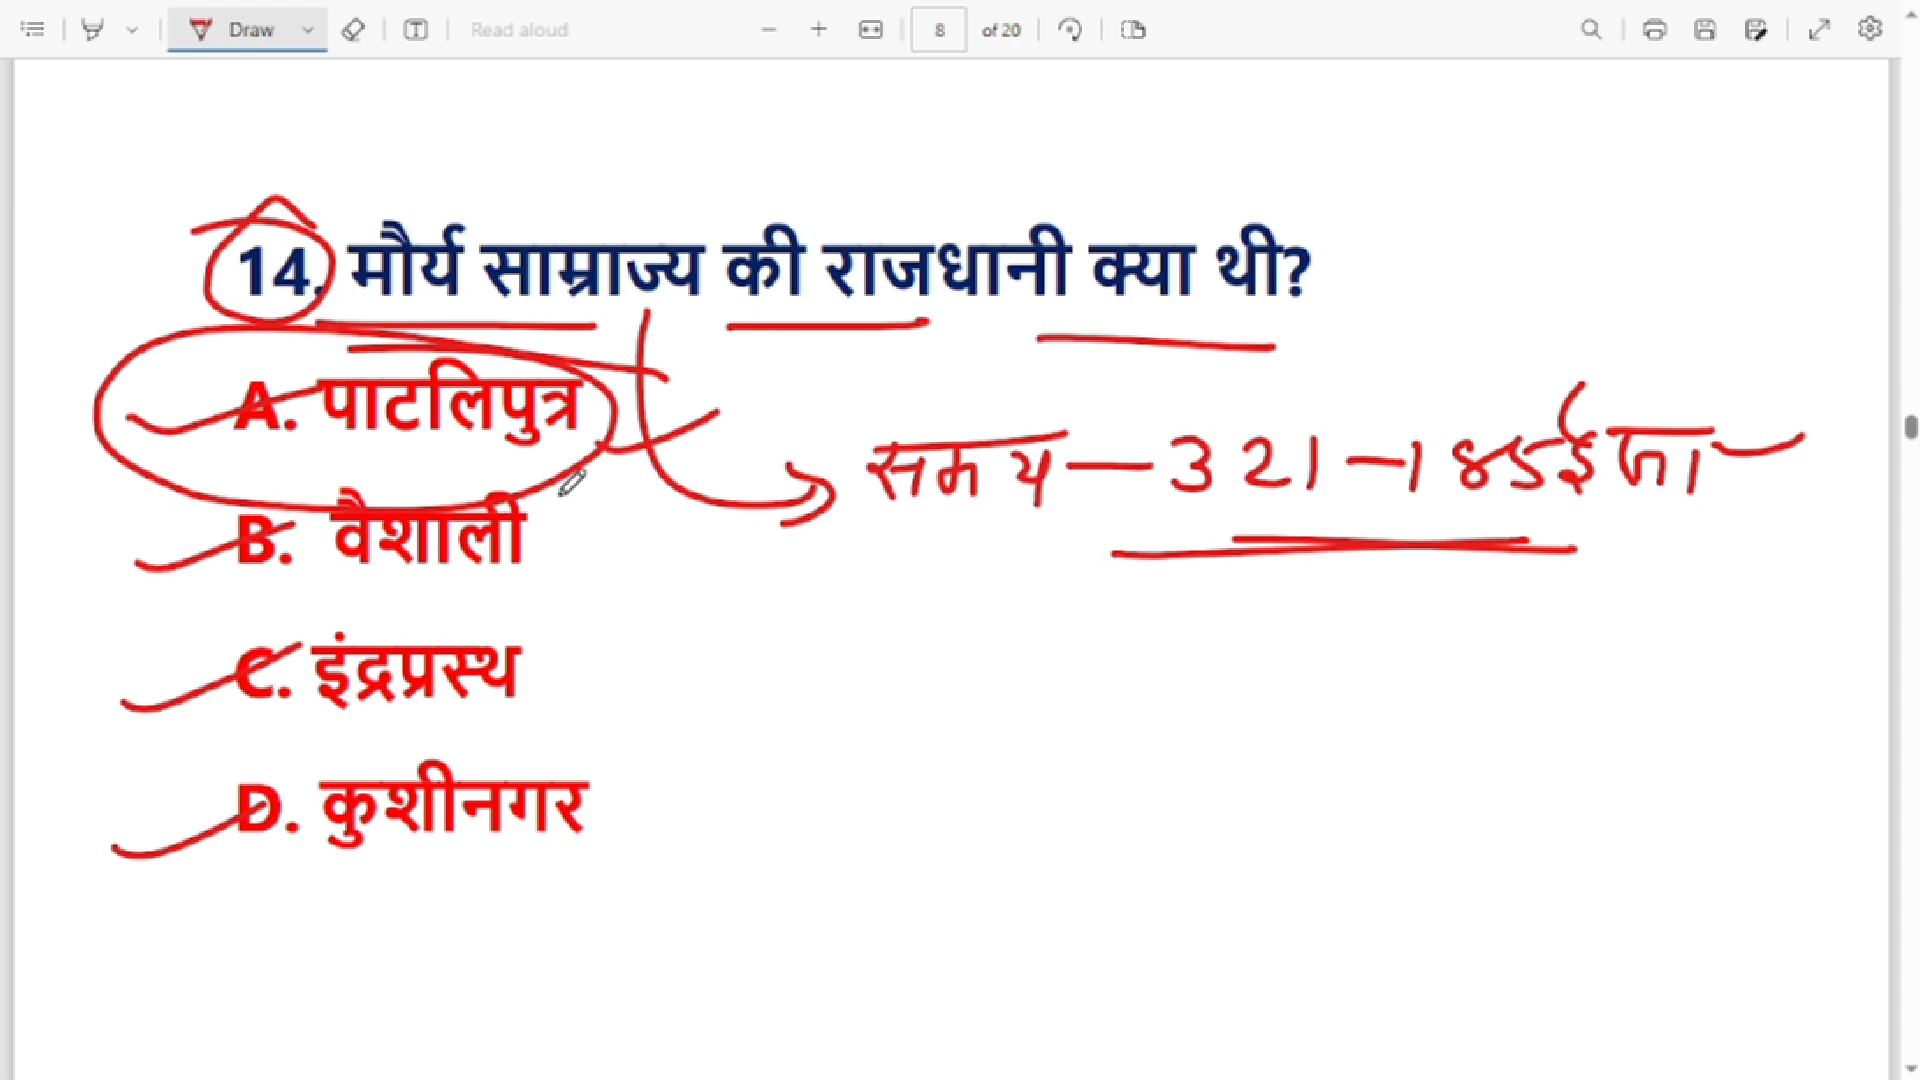 Draw
Read aloud
8 of 20
14. मौर्य साम्राज्य की राजधानी क्या थी?
A. पाटलिपुत्र
समय — 321 – 185 ई
B. वैशाली
C. इंद्रप्रस्थ
D. कुशीनगर